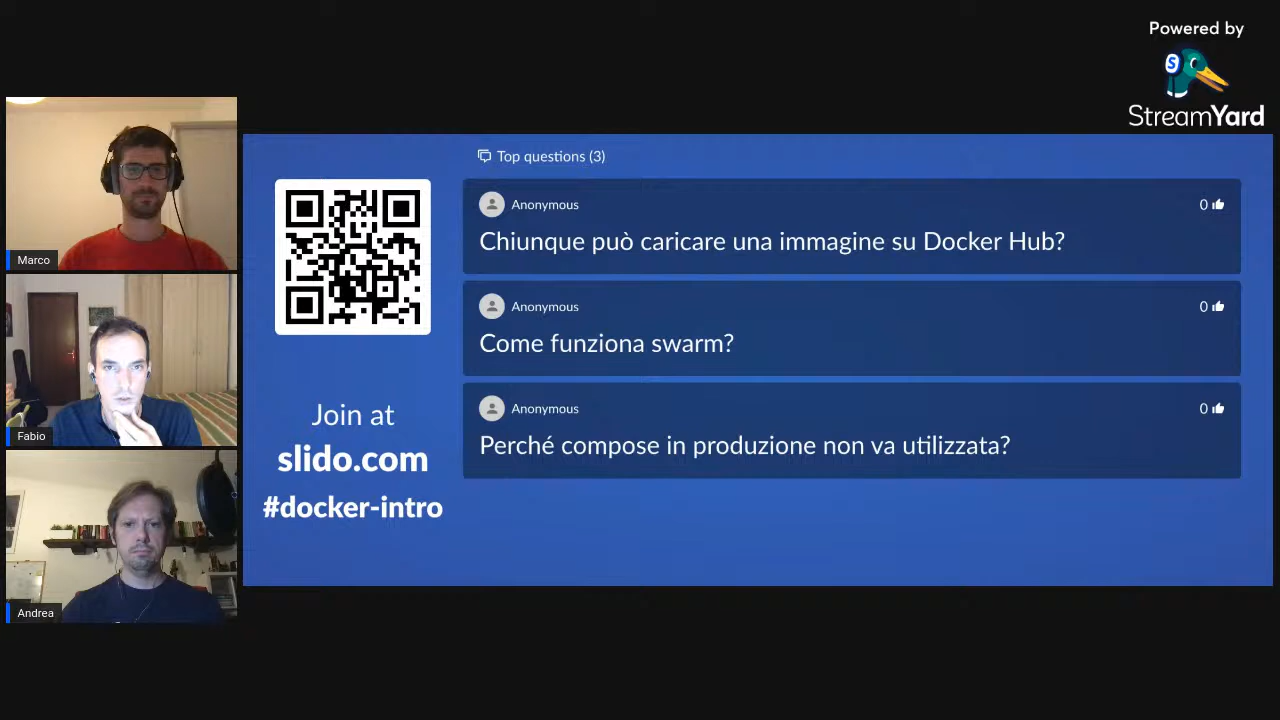 Powered by
StreamYard
Marco
Fabio
Andrea
Join at
slido.com
#docker-intro
Top questions (3)
Anonymous
0
Chiunque può caricare una immagine su Docker Hub?
Anonymous
0
Come funziona swarm?
Anonymous
0
Perché compose in produzione non va utilizzata?